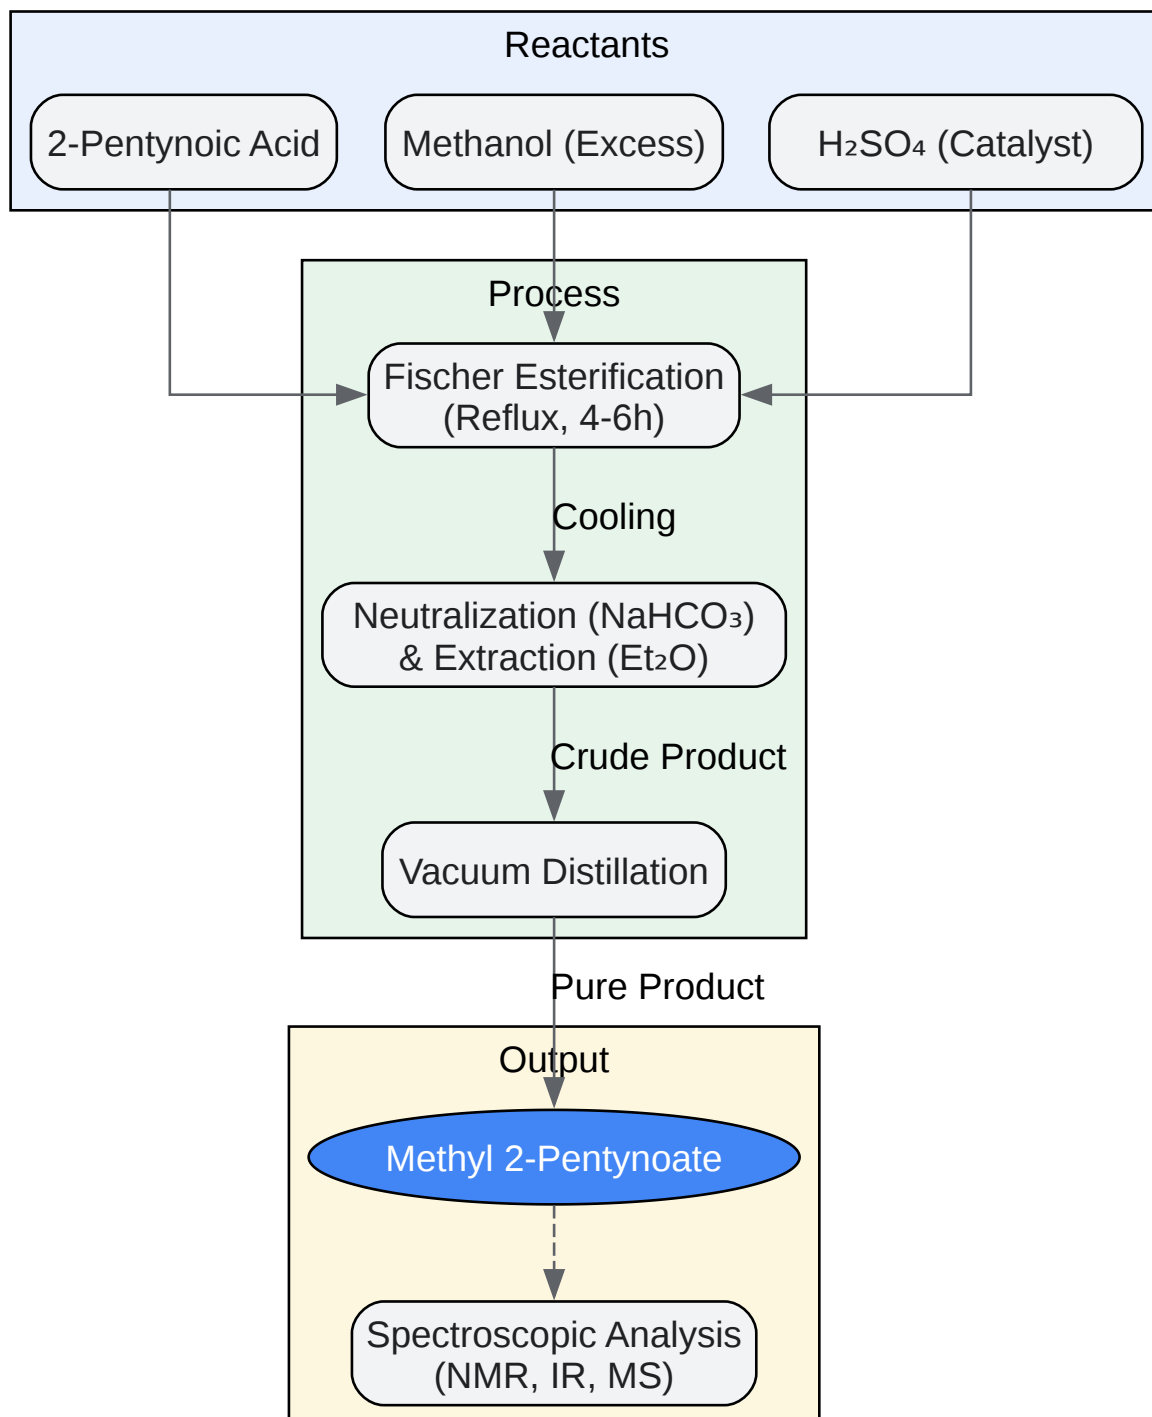 Reactants
2-Pentynoic Acid
Methanol (Excess)
H₂SO₄ (Catalyst)
Process
Fischer Esterification
(Reflux, 4-6h)
Cooling
Neutralization (NaHCO₃)
& Extraction (Et₂O)
Crude Product
Vacuum Distillation
Pure Product
Output
Methyl 2-Pentynoate
Spectroscopic Analysis
(NMR, IR, MS)